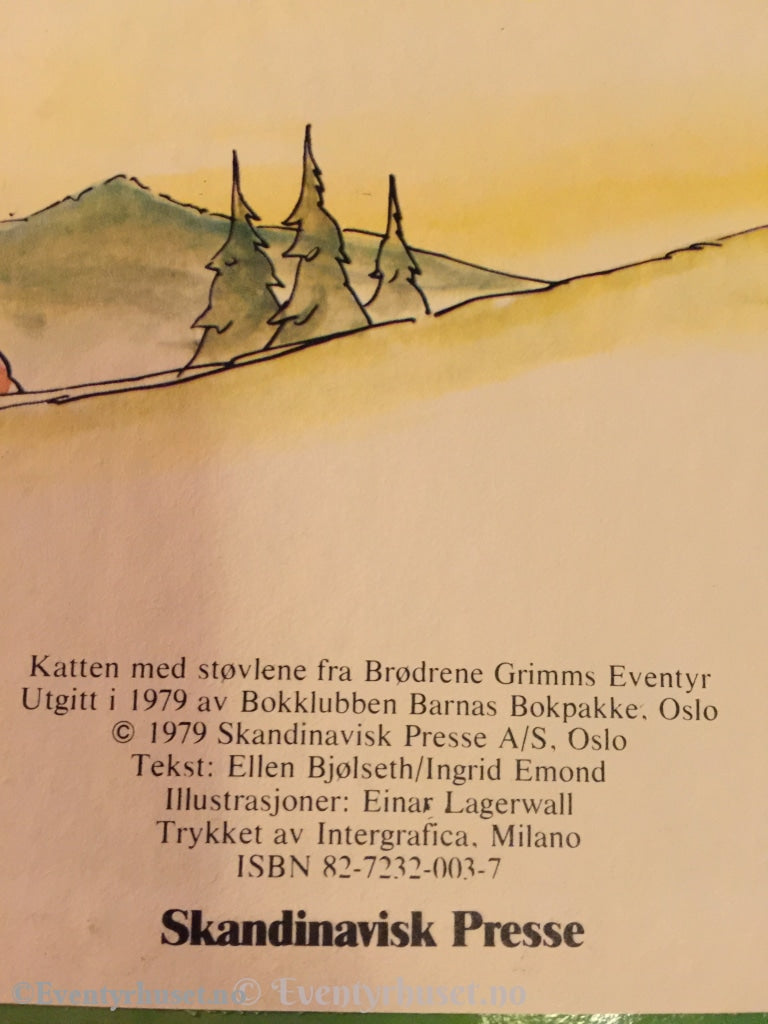 Katten med støvlene fra Brødrene Grimms Eventyr
Utgitt i 1979 av Bokklubben Barnas Bokpakke, Oslo
© 1979 Skandinavisk Presse A/S, Oslo
Tekst: Ellen Bjølseth/Ingrid Emond
Illustrasjoner: Einar Lagerwall
Trykket av Intergrafica, Milano
ISBN 82-7232-003-7
Skandinavisk Presse
©Eventyrhuset.no © Eventyrhuset.no